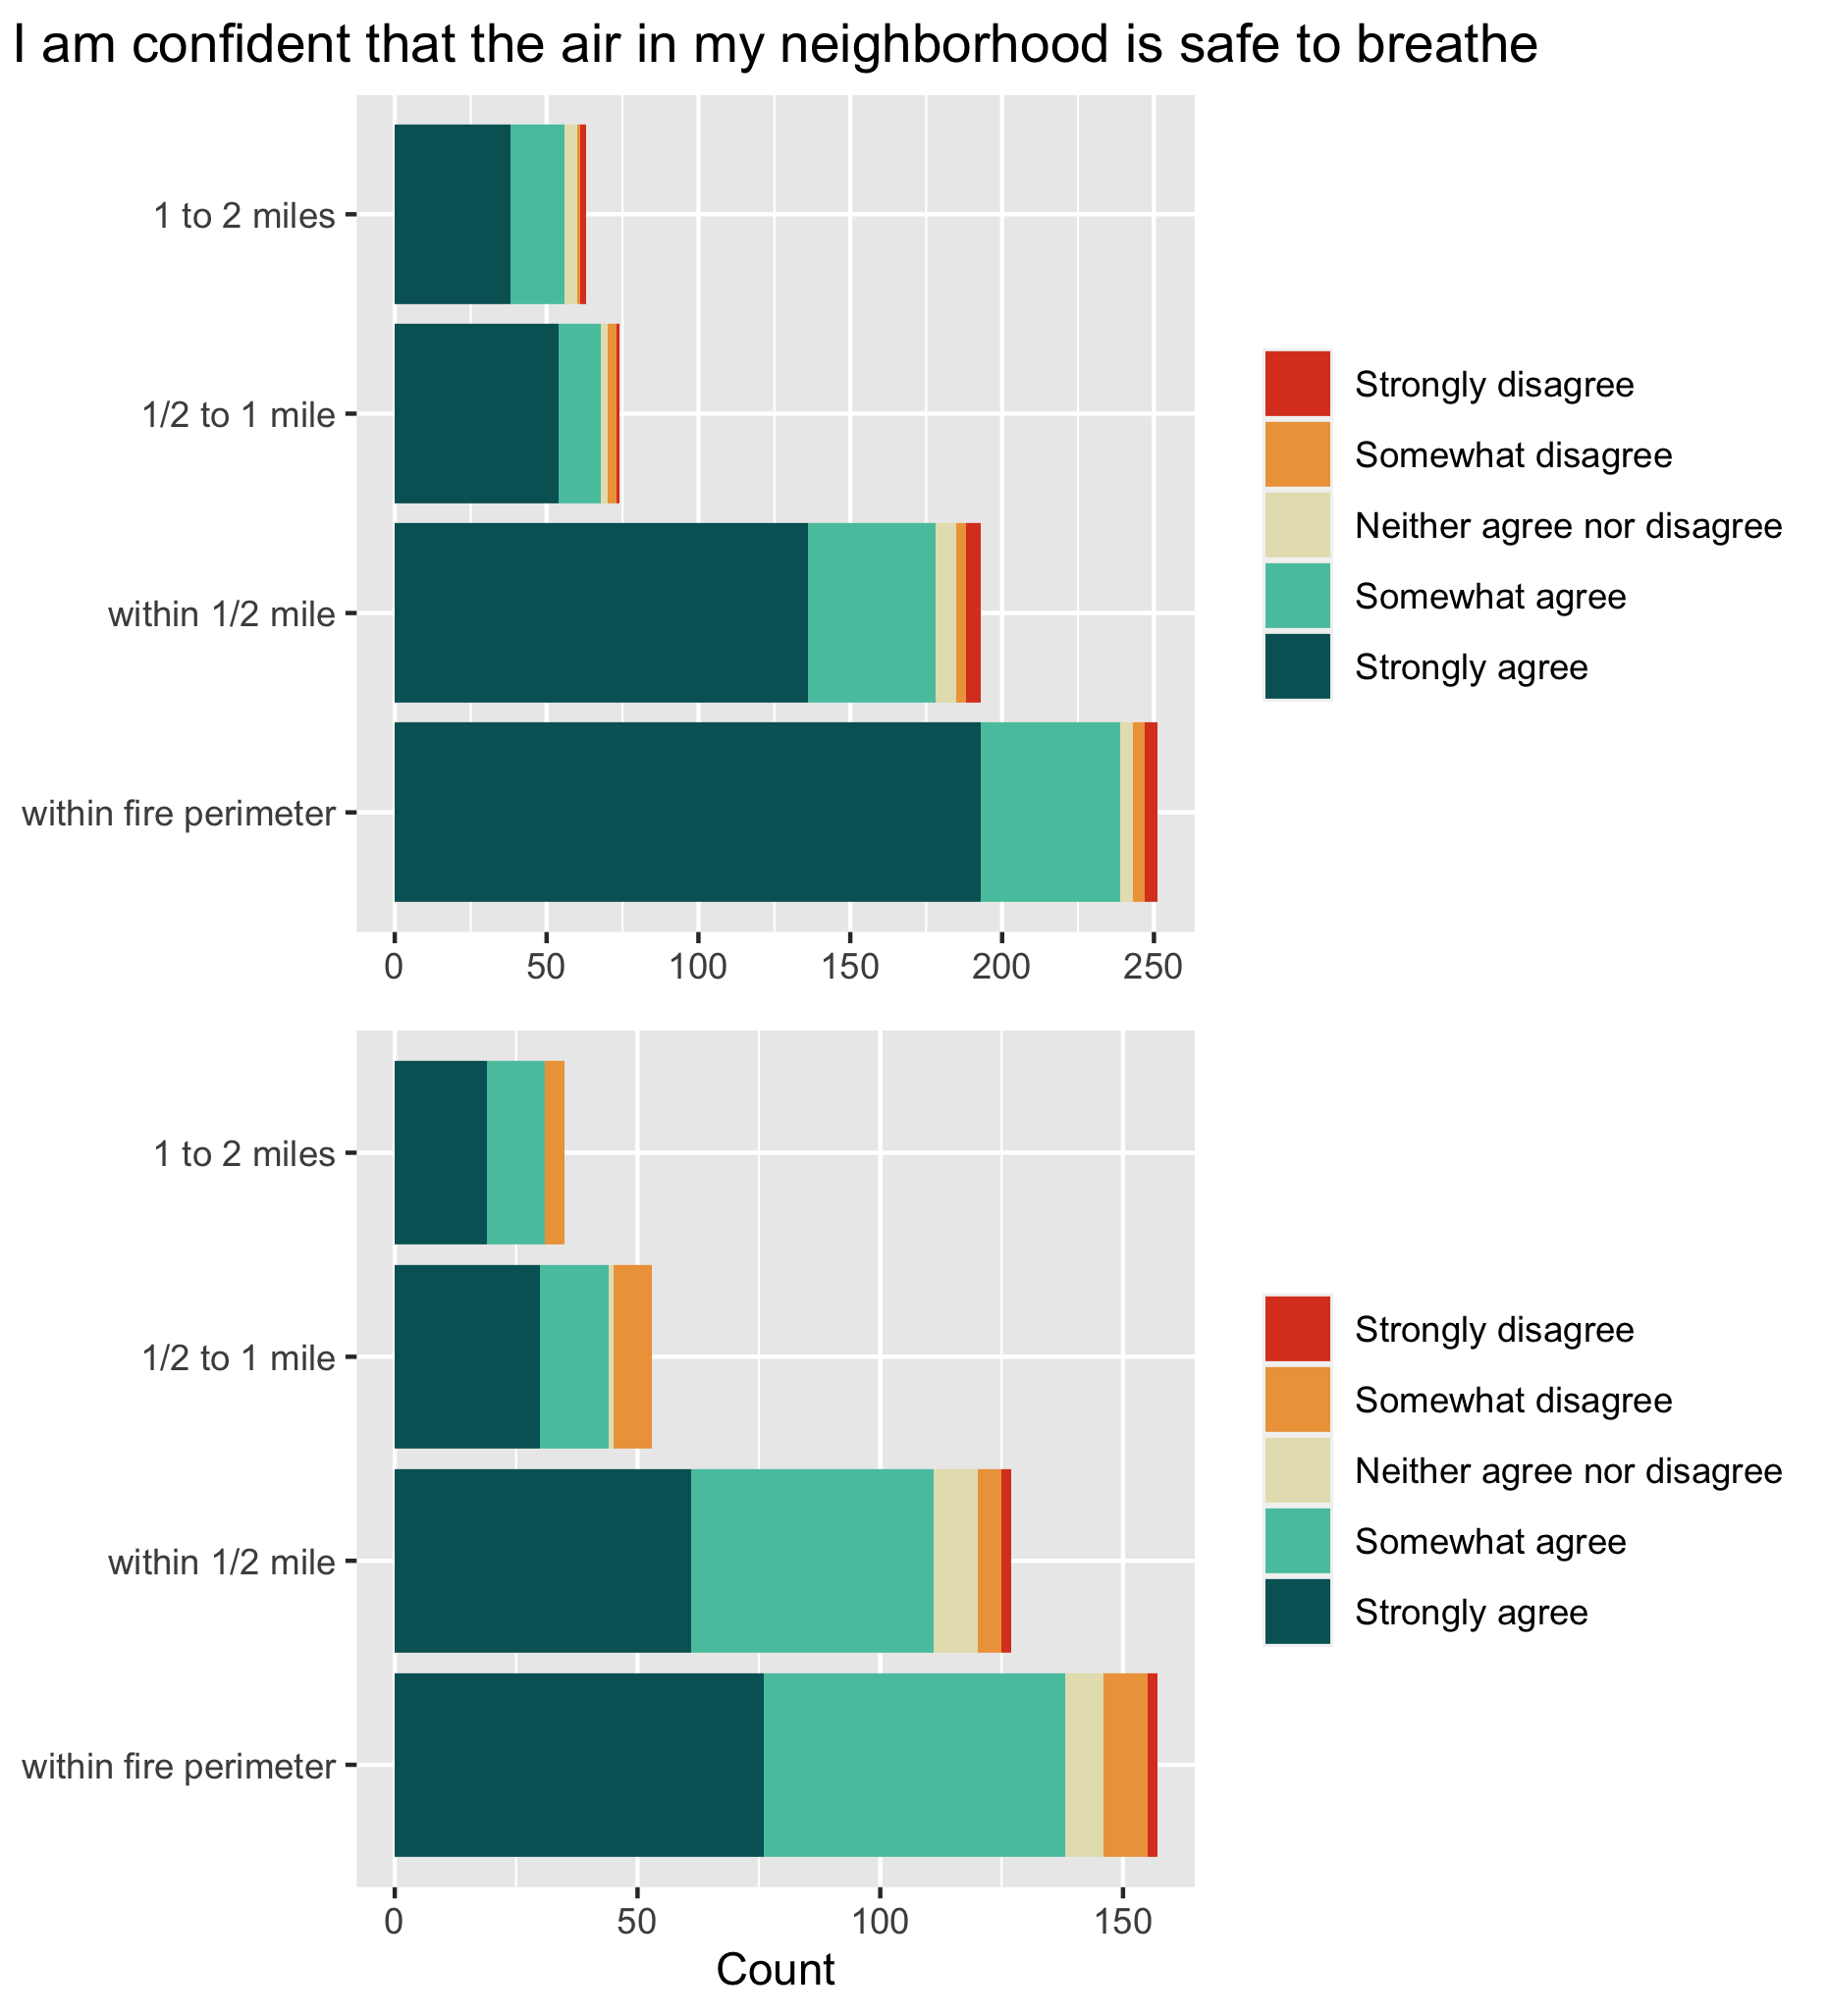 I am confident that the air in my neighborhood is safe to breathe
1 to 2 miles
1/2 to 1 mile
within 1/2 mile
within fire perimeter
0 50 100 150 200 250
Strongly disagree
Somewhat disagree
Neither agree nor disagree
Somewhat agree
Strongly agree
1 to 2 miles
1/2 to 1 mile
within 1/2 mile
within fire perimeter
0 50 100 150
Count
Strongly disagree
Somewhat disagree
Neither agree nor disagree
Somewhat agree
Strongly agree